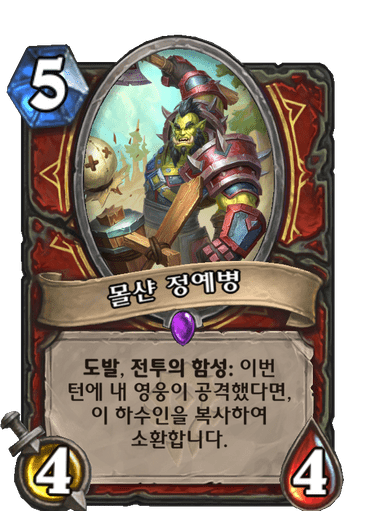 5
몰샨 정예병
도발, 전투의 함성: 이번
턴에 내 영웅이 공격했다면,
이 하수인을 복사하여
소환합니다.
4
4